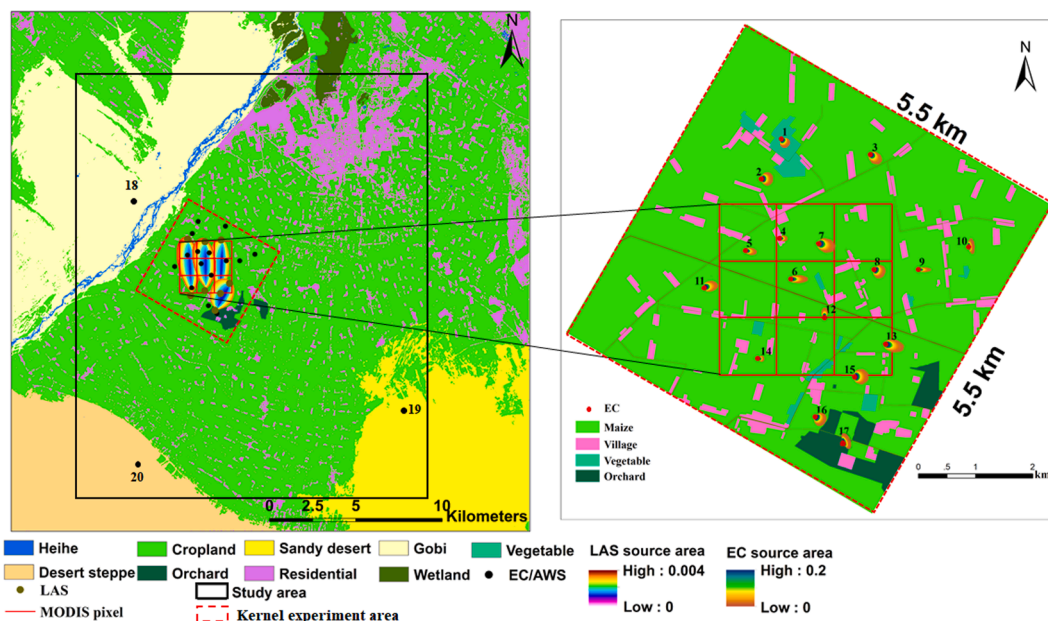 N
18
19
20
0 2.5 5 10
Kilometers
N
5.5 km
5.5 km
1
2
3
4
5
6
7
8
9
10
11
12
13
14
15
16
17
EC
Maize
Village
Vegetable
Orchard
0 .5 1 2
km
Heihe
Cropland
Sandy desert
Gobi
Vegetable
Desert steppe
Orchard
Residential
Wetland
EC/AWS
LAS
Study area
MODIS pixel
Kernel experiment area
LAS source area
High : 0.004
Low : 0
EC source area
High : 0.2
Low : 0